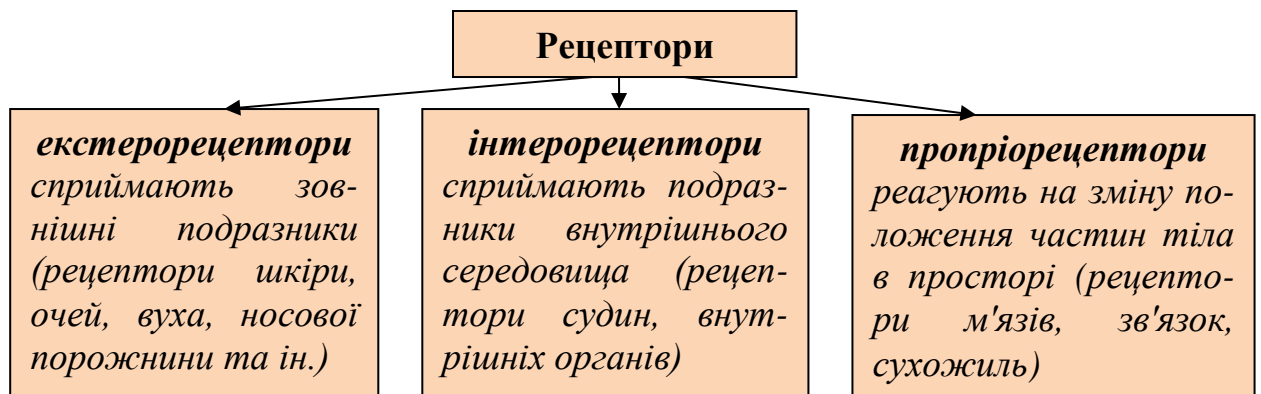 Рецептори
екстерорецептори
сприймають зов-
нішні подразники
(рецептори шкіри,
очей, вуха, носової
порожнини та ін.)
інтерорецептори
сприймають подраз-
ники внутрішнього
середовища (рецеп-
тори судин, внут-
рішніх органів)
пропріорецептори
реагують на зміну по-
ложення частин тіла
в просторі (рецепто-
ри м'язів, зв'язок,
сухожиль)